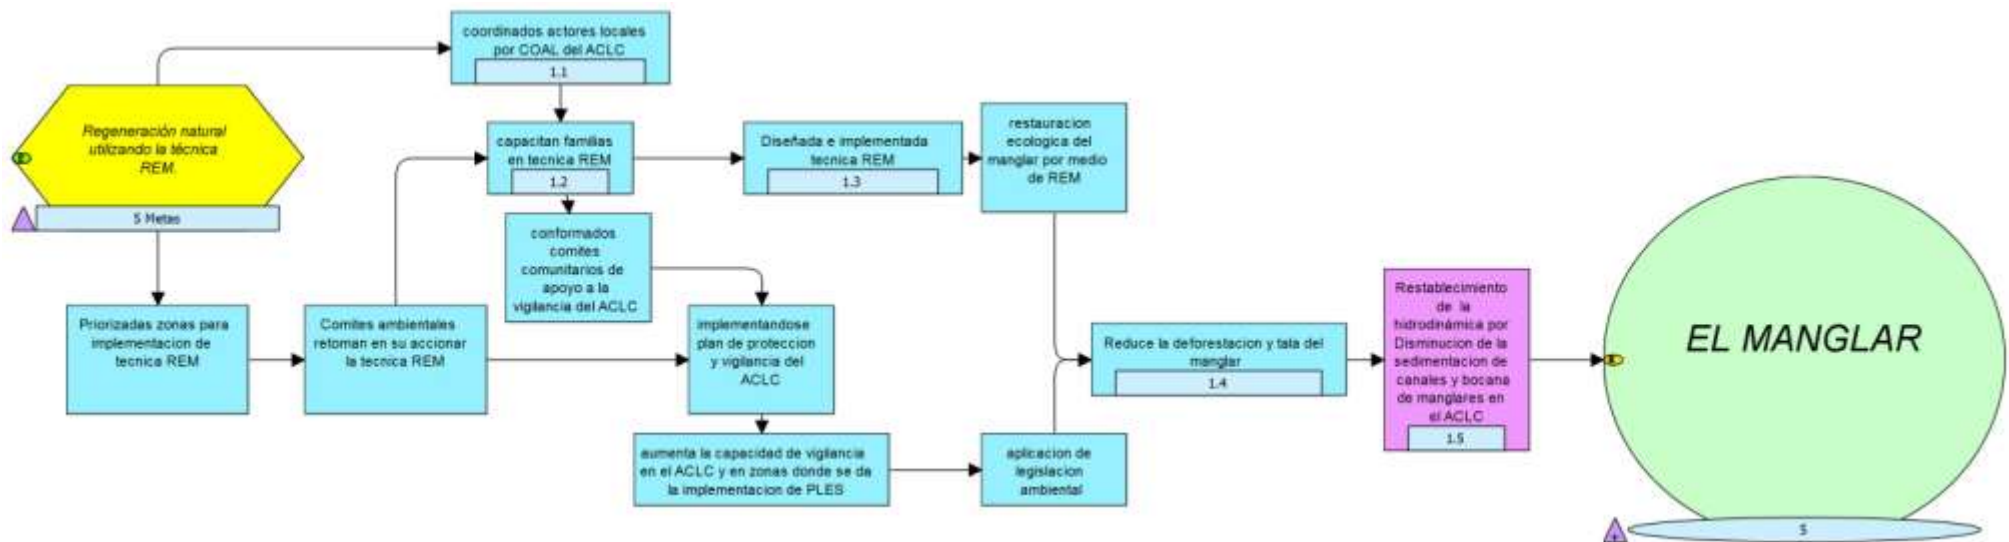 coordinados actores locales
por COAL del ACLC
1.1
Regeneración natural
utilizando la técnica
REM.
5 Metas
capacitan familias
en tecnica REM
1.2
Diseñada e implementada
tecnica REM
1.3
restauracion
ecologica del
manglar por medio
de REM
conformados
comites
comunitarios de
apoyo a la
vigilancia del ACLC
Priorizadas zonas para
implementacion de
tecnica REM
Comites ambientales
retoman en su accionar
la tecnica REM
implementandose
plan de proteccion
y vigilancia del
ACLC
Reduce la deforestacion y tala del
manglar
1.4
Restablecimiento
de la
hidrodinámica por
Disminucion de la
sedimentacion de
canales y bocana
de manglares en
el ACLC
1.5
EL MANGLAR
5
aumenta la capacidad de vigilancia
en el ACLC y en zonas donde se da
la implementacion de PLES
aplicacion de
legislacion
ambiental